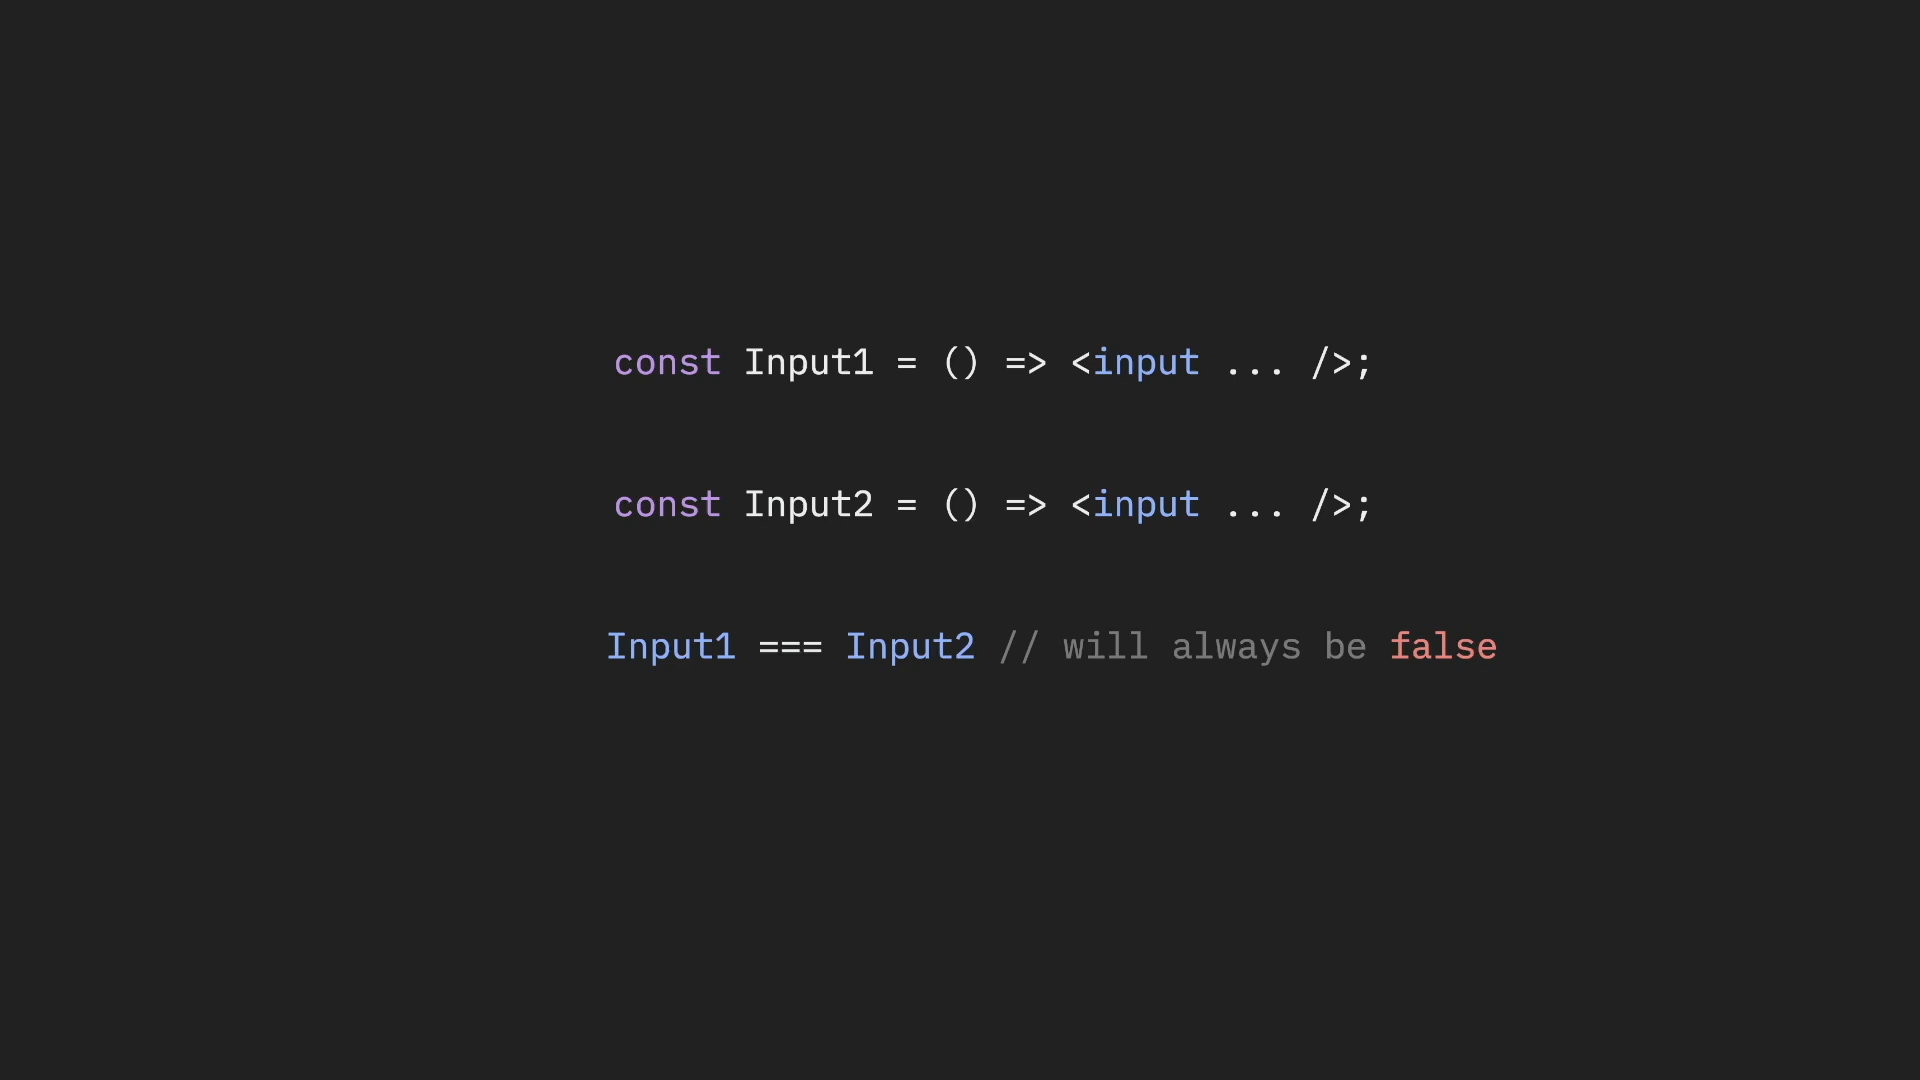 const Input1 = () => <input ... />;
const Input2 = () => <input ... />;
Input1 === Input2 // will always be false